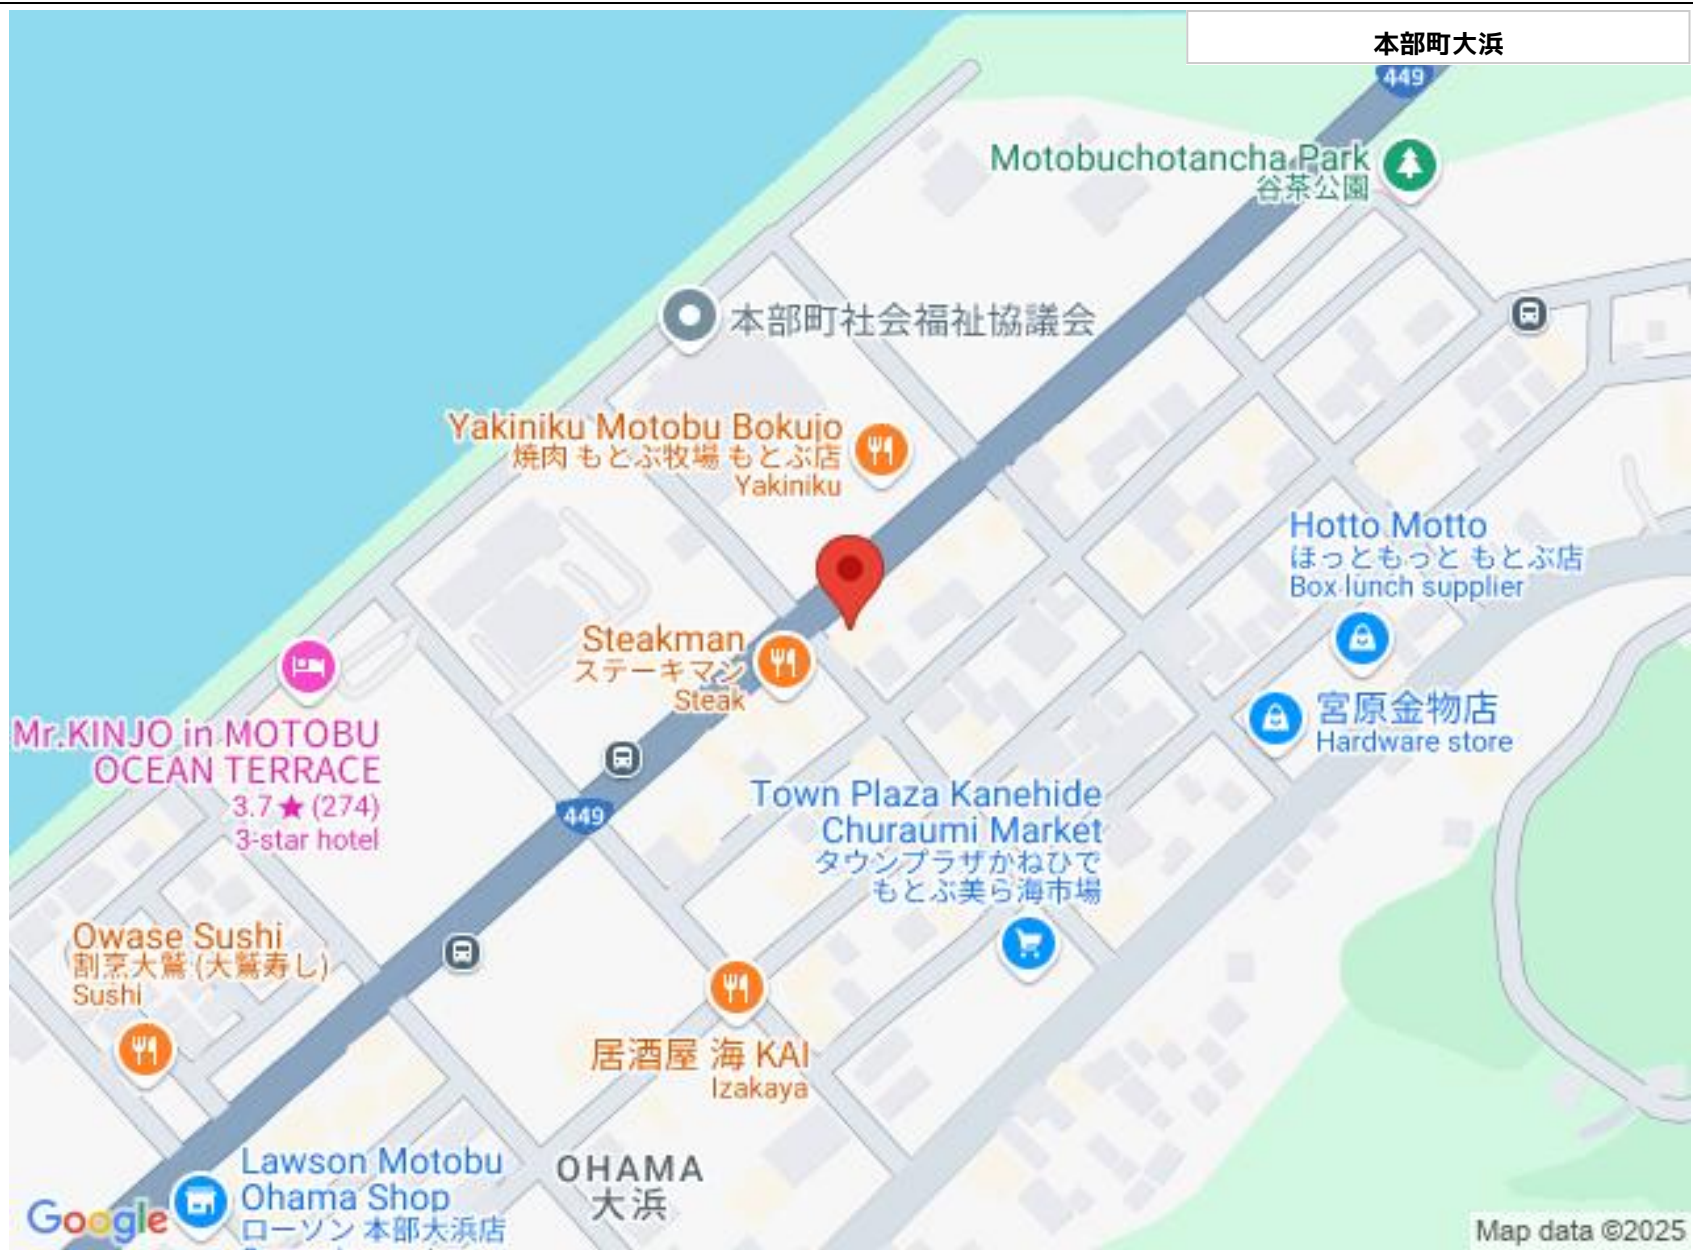 本部町大浜
449
Motobuchotancha Park
谷茶公園
本部町社会福祉協議会
Yakiniku Motobu Bokujo
焼肉 もとぶ牧場 もとぶ店
Yakiniku
Hotto Motto
ほっともっと もとぶ店
Box lunch supplier
Steakman
ステーキマン
Steak
宮原金物店
Hardware store
Mr.KINJO in MOTOBU
OCEAN TERRACE
3.7★(274)
3-star hotel
449
Town Plaza Kanehide
Churaumi Market
タウンプラザかねひで
もとぶ美ら海市場
Owase Sushi
割烹大鷲 (大鷲寿し)
Sushi
居酒屋 海 KAI
Izakaya
OHAMA
大浜
Lawson Motobu
Ohama Shop
ローソン 本部大浜店
Google
Map data ©2025